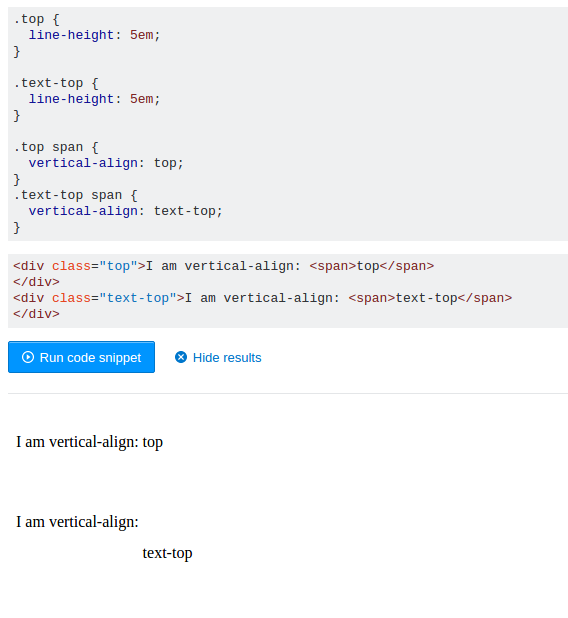 .top {
  line-height: 5em;
}

.text-top {
  line-height: 5em;
}

.top span {
  vertical-align: top;
}
.text-top span {
  vertical-align: text-top;
}
<div class="top">I am vertical-align: <span>top</span>
</div>
<div class="text-top">I am vertical-align: <span>text-top</span>
</div>
Run code snippet Hide results
I am vertical-align: top
I am vertical-align:
text-top